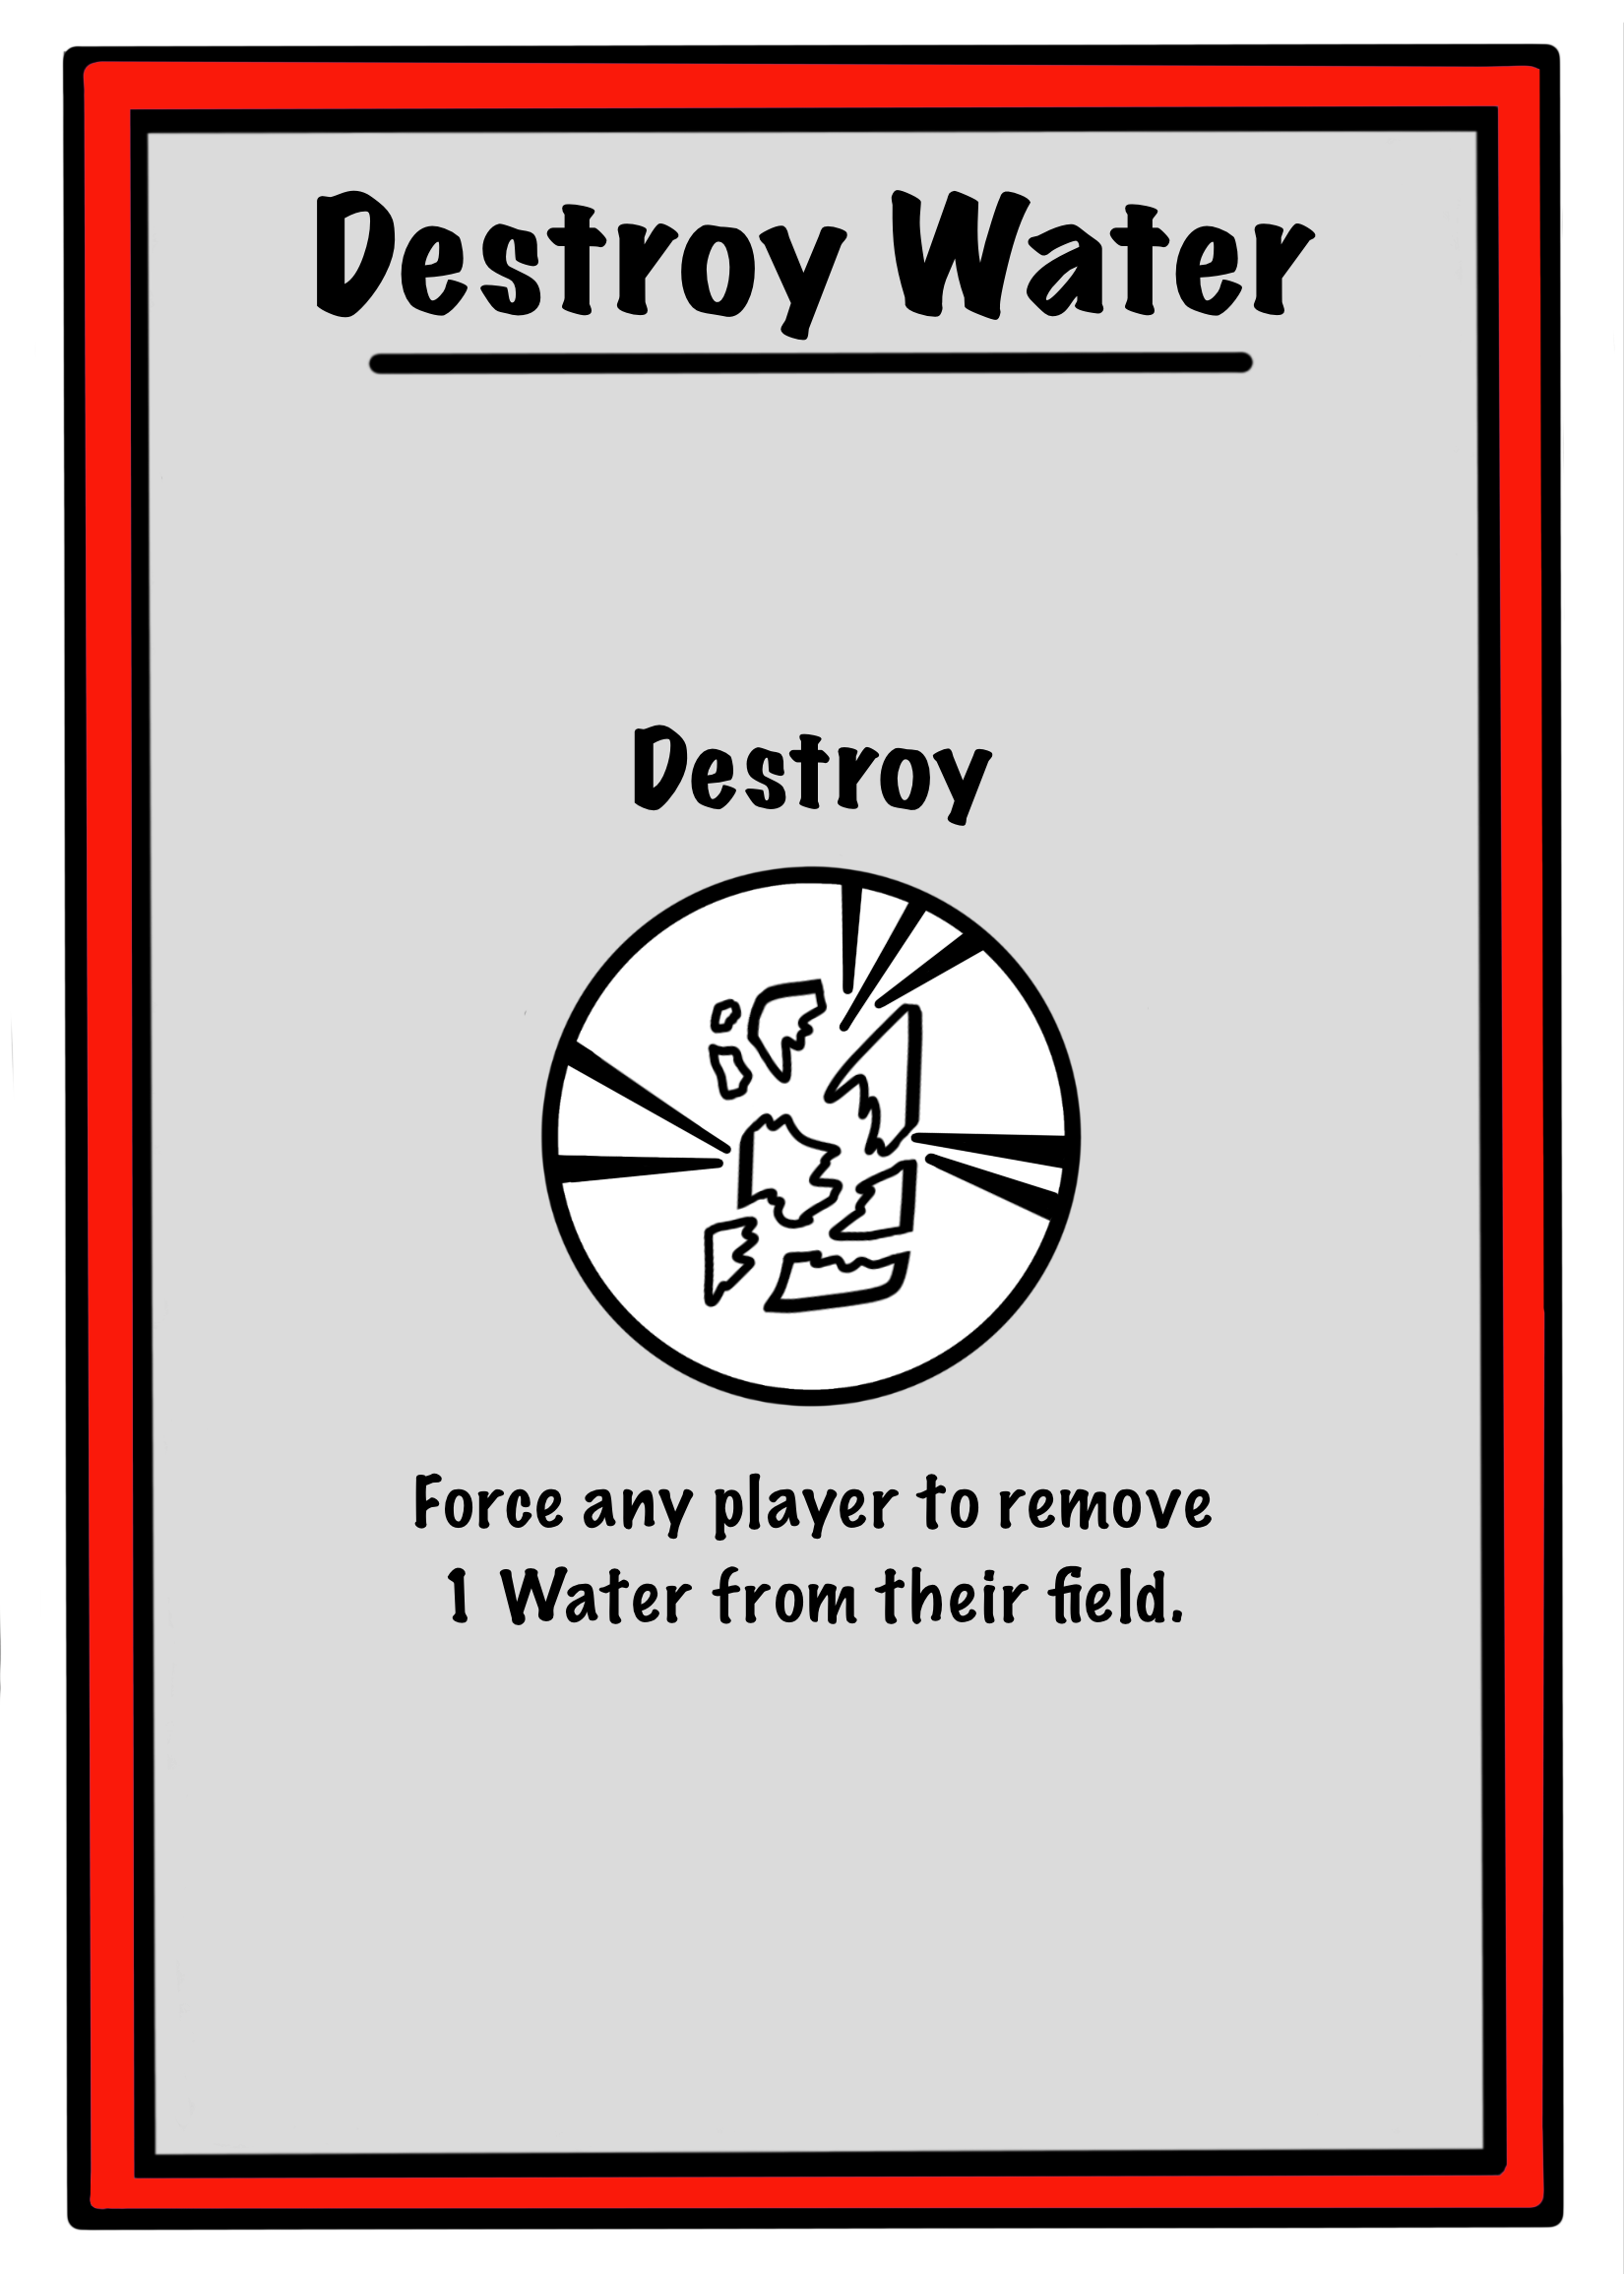 Destroy Water
Destroy
Force any player to remove
1 Water from their field.